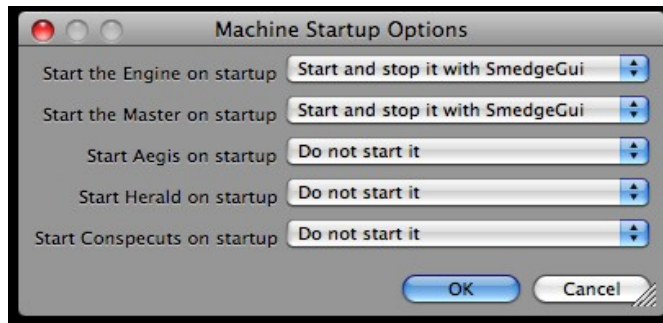 Machine Startup Options
Start the Engine on startup Start and stop it with SmedgeGui
Start the Master on startup Start and stop it with SmedgeGui
Start Aegis on startup Do not start it
Start Herald on startup Do not start it
Start Conspecuts on startup Do not start it
OK Cancel